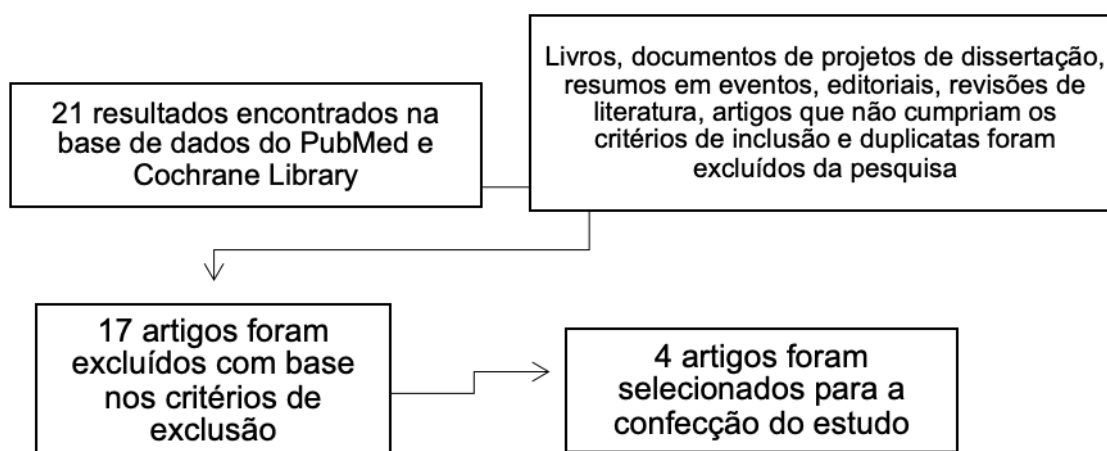 21 resultados encontrados na
base de dados do PubMed e
Cochrane Library
Livros, documentos de projetos de dissertação,
resumos em eventos, editoriais, revisões de
literatura, artigos que não cumpriam os
critérios de inclusão e duplicatas foram
excluídos da pesquisa
17 artigos foram
excluídos com base
nos critérios de
exclusão
4 artigos foram
selecionados para a
confecção do estudo